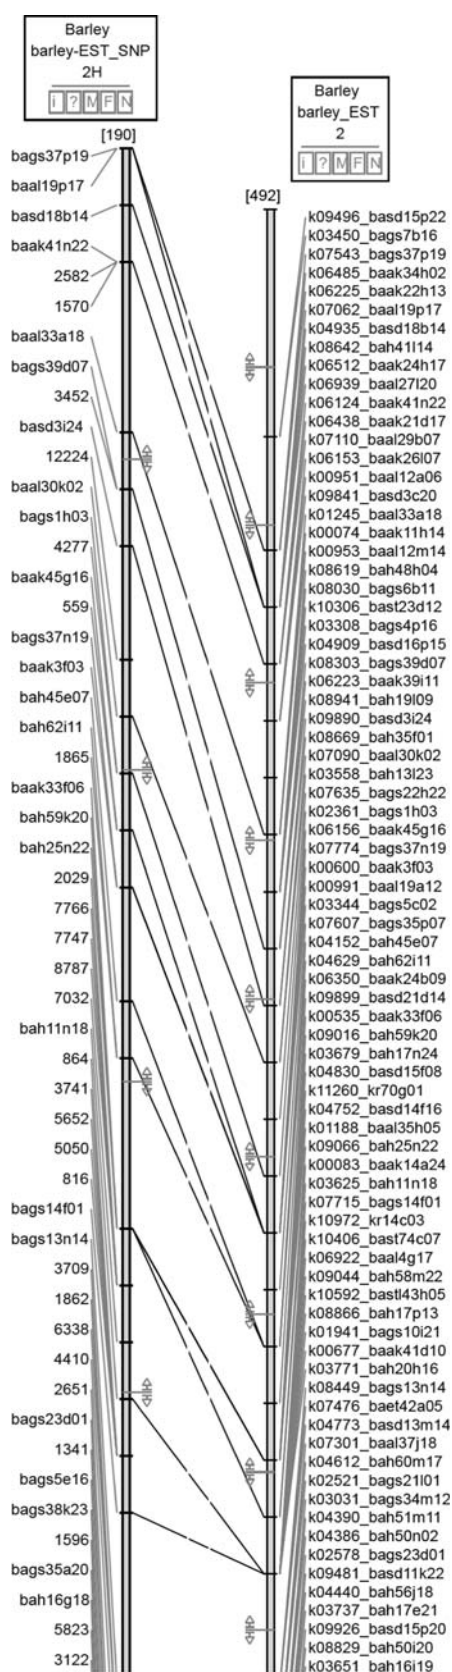 Barley
barley-EST_SNP
2H
i ? M F N
[190]
bags37p19
baal19p17
basd18b14
baak41n22
2582
1570
baal33a18
bags39d07
3452
basd3i24
12224
baal30k02
bags1h03
4277
baak45g16
559
bags37n19
baak3f03
bah45e07
bah62i11
1865
baak33f06
bah59k20
bah25n22
2029
7766
7747
8787
7032
bah11n18
864
3741
5652
5050
816
bags14f01
bags13n14
3709
1862
6338
4410
2651
bags23d01
1341
bags5e16
bags38k23
1596
bags35a20
bah16g18
5823
3122
Barley
barley_EST
2
i ? M F N
[492]
k09496_basd15p22
k03450_bags7b16
k07543_bags37p19
k06485_baak34h02
k06225_baak22h13
k07062_baal19p17
k04935_basd18b14
k08642_bah41l14
k06512_baak24h17
k06939_baal27l20
k06124_baak41n22
k06438_baak21d17
k07110_baal29b07
k06153_baak26l07
k00951_baal12a06
k09841_basd3c20
k01245_baal33a18
k00074_baak11h14
k00953_baal12m14
k08619_bah48h04
k08030_bags6b11
k10306_bast23d12
k03308_bags4p16
k04909_basd16p15
k08303_bags39d07
k06223_baak39i11
k08941_bah19l09
k09890_basd3i24
k08669_bah35f01
k07090_baal30k02
k03558_bah13l23
k07635_bags22h22
k02361_bags1h03
k06156_baak45g16
k07774_bags37n19
k00600_baak3f03
k00991_baal19a12
k03344_bags5c02
k07607_bags35p07
k04152_bah45e07
k04629_bah62i11
k06350_baak24b09
k09899_basd21d14
k00535_baak33f06
k09016_bah59k20
k03679_bah17n24
k04830_basd15f08
k11260_kr70g01
k04752_basd14f16
k01188_baal35h05
k09066_bah25n22
k00083_baak14a24
k03625_bah11n18
k07715_bags14f01
k10972_kr14c03
k10406_bast74c07
k06922_baal4g17
k09044_bah58m22
k10592_bastl43h05
k08866_bah17p13
k01941_bags10i21
k00677_baak41d10
k03771_bah20h16
k08449_bags13n14
k07476_baet42a05
k04773_basd13m14
k07301_baal37j18
k04612_bah60m17
k02521_bags21l01
k03031_bags34m12
k04390_bah51m11
k04386_bah50n02
k02578_bags23d01
k09481_basd11k22
k04440_bah56j18
k03737_bah17e21
k09926_basd15p20
k08829_bah50i20
k03651_bah16i19